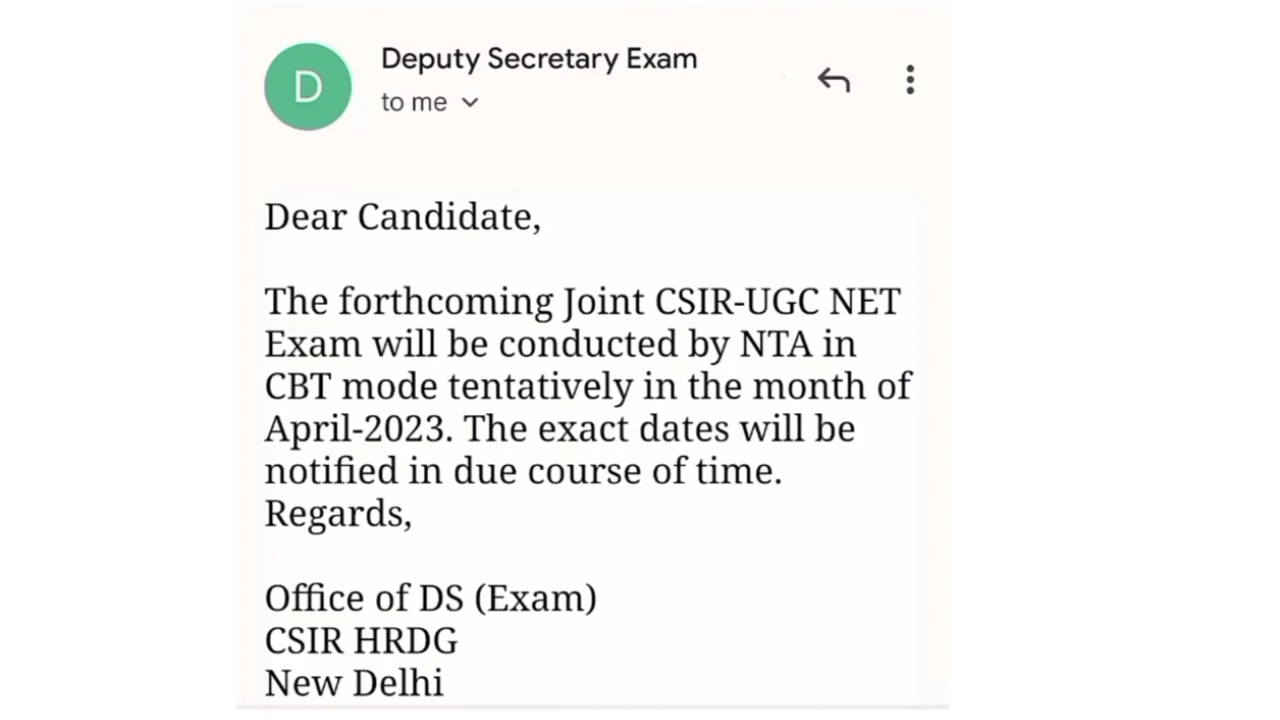 D
Deputy Secretary Exam
to me
Dear Candidate,
The forthcoming Joint CSIR-UGC NET
Exam will be conducted by NTA in
CBT mode tentatively in the month of
April-2023. The exact dates will be
notified in due course of time.
Regards,
Office of DS (Exam)
CSIR HRDG
New Delhi